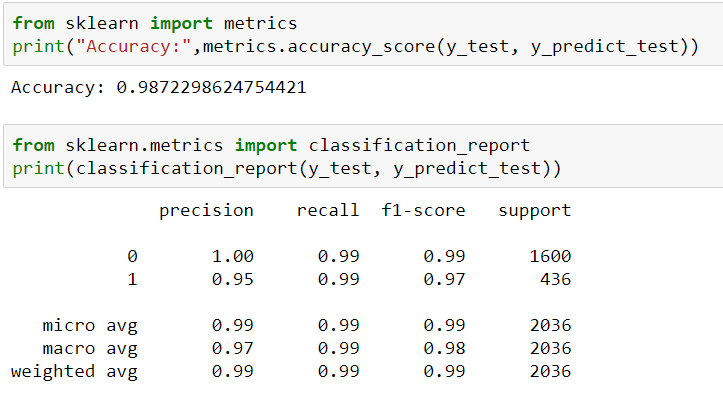 from sklearn import metrics
print("Accuracy:",metrics.accuracy_score(y_test, y_predict_test))
Accuracy: 0.9872298624754421
from sklearn.metrics import classification_report
print(classification_report(y_test, y_predict_test))
precision recall f1-score support
0 1.00 0.99 0.99 1600
1 0.95 0.99 0.97 436
micro avg 0.99 0.99 0.99 2036
macro avg 0.97 0.99 0.98 2036
weighted avg 0.99 0.99 0.99 2036